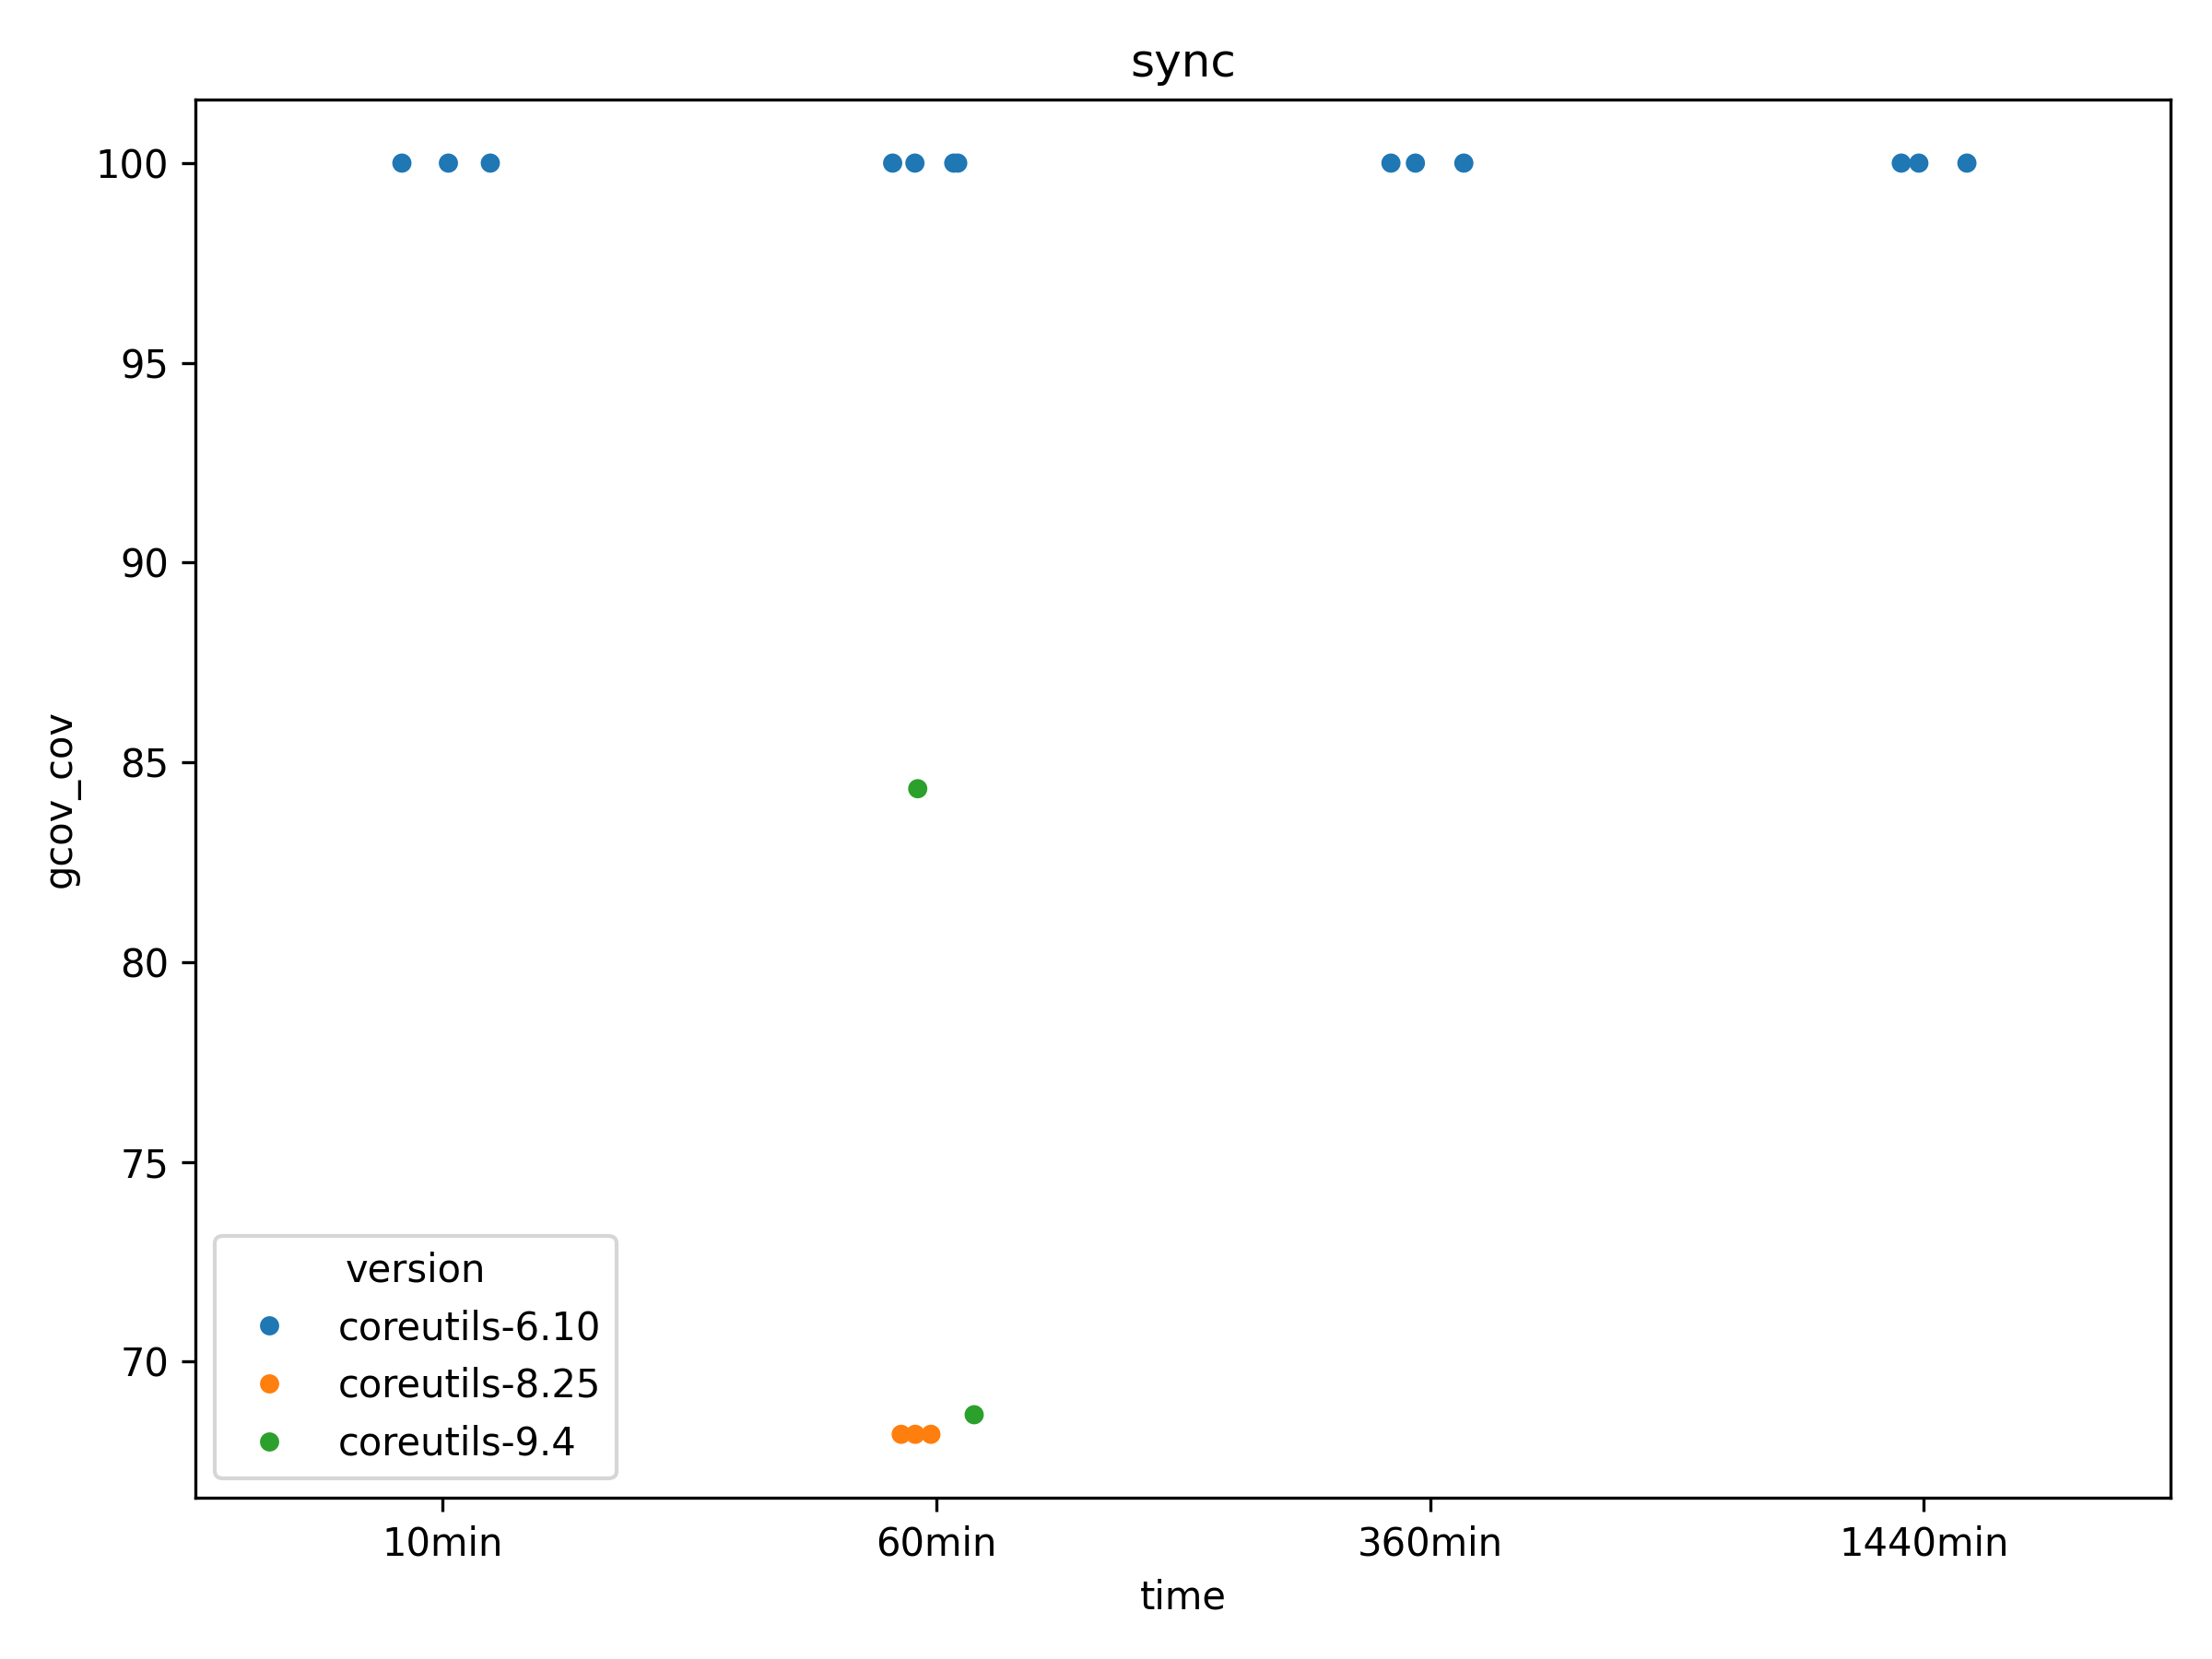 sync
100
95
90
85
80
75
70
gcov_cov
version
coreutils-6.10
coreutils-8.25
coreutils-9.4
10min 60min 360min 1440min
time